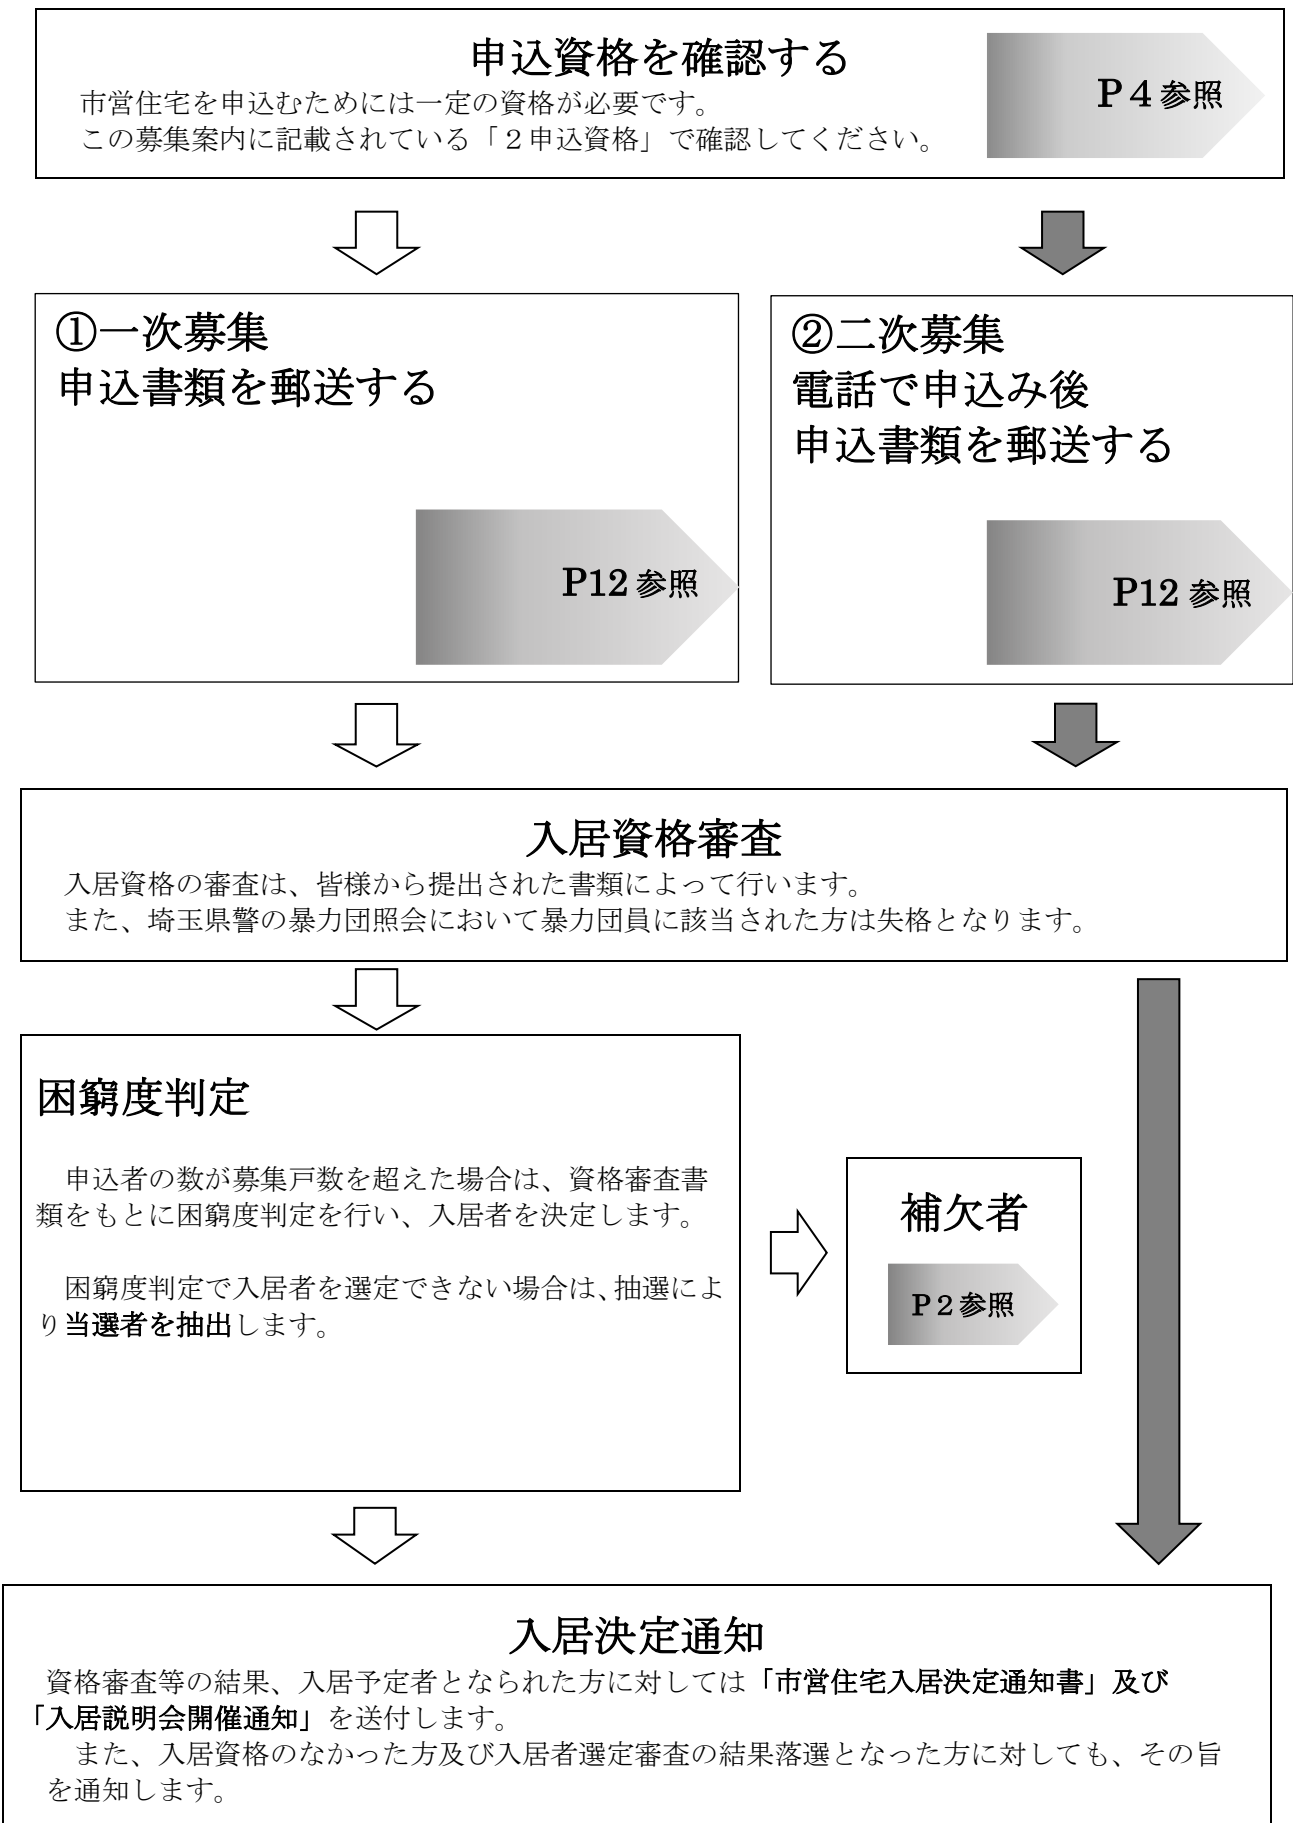 申込資格を確認する
市営住宅を申込むためには一定の資格が必要です。
この募集案内に記載されている「２申込資格」で確認してください。
Ｐ４参照
①一次募集
申込書類を郵送する
P12参照
②二次募集
電話で申込み後
申込書類を郵送する
P12 参照
入居資格審査
入居資格の審査は、皆様から提出された書類によって行います。
また、埼玉県警の暴力団照会において暴力団員に該当された方は失格となります。
困窮度判定
申込者の数が募集戸数を超えた場合は、資格審査書
類をもとに困窮度判定を行い、入居者を決定します。
困窮度判定で入居者を選定できない場合は、抽選によ
り当選者を抽出します。
補欠者
Ｐ２参照
入居決定通知
資格審査等の結果、入居予定者となられた方に対しては「市営住宅入居決定通知書」及び
「入居説明会開催通知」を送付します。
また、入居資格のなかった方及び入居者選定審査の結果落選となった方に対しても、その旨
を通知します。